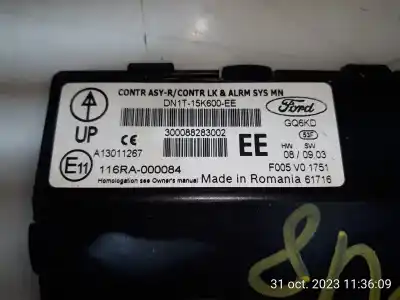 CONTR ASY-R/CONTR LK & ALRM SYS MN
DN1T-15K600-EE
Ford
GQ6KD
UP
CE
300088283002
EE
53F
HW SW
08 / 09.03
A13011267
E11
116RA-000084
F005 V0 1751
Homologation see Owner's manual Made in Romania 61716
31 oct. 2023 11:36:09